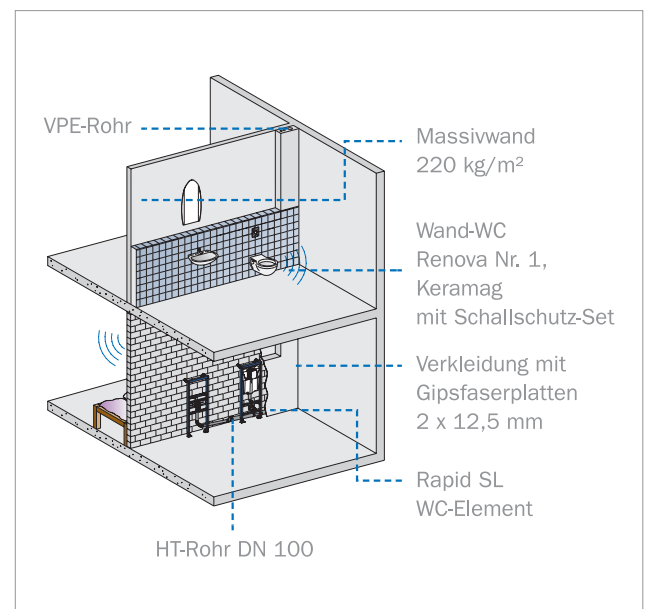 VPE-Rohr
Massivwand
220 kg/m²
Wand-WC
Renova Nr. 1,
Keramag
mit Schallschutz-Set
Verkleidung mit
Gipsfaserplatten
2 x 12,5 mm
Rapid SL
WC-Element
HT-Rohr DN 100